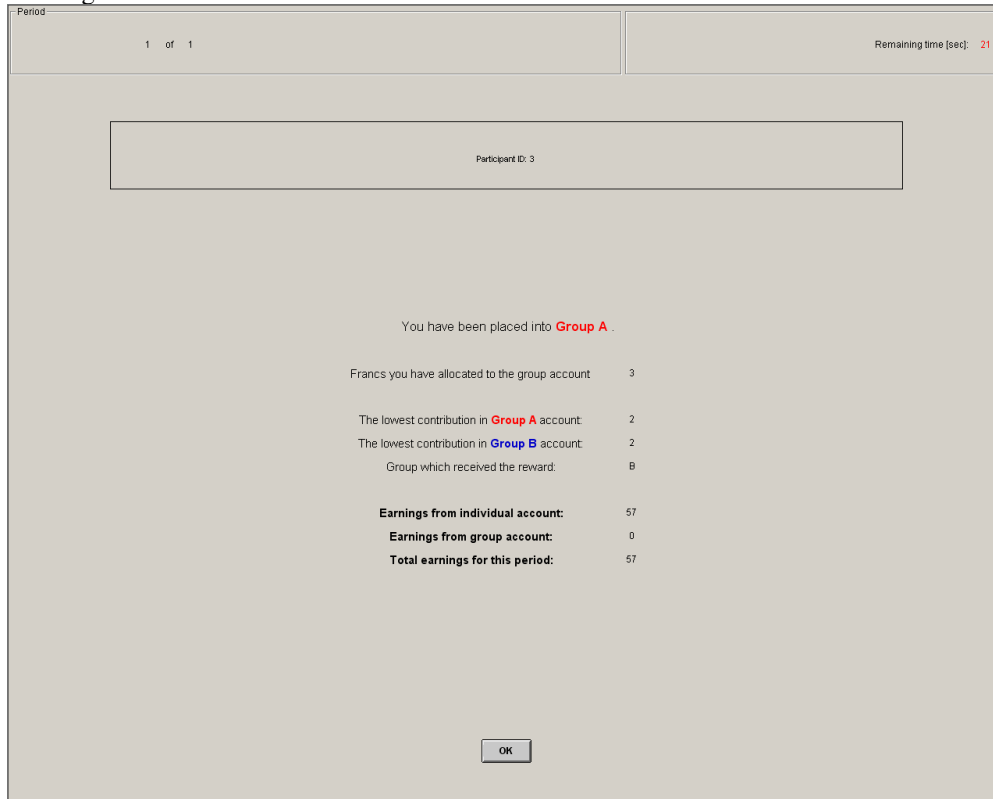 Period
1 of 1
Remaining time [sec]: 21
Participant ID: 3
You have been placed into Group A .
Francs you have allocated to the group account 3
The lowest contribution in Group A account: 2
The lowest contribution in Group B account: 2
Group which received the reward: B
Earnings from individual account: 57
Earnings from group account: 0
Total earnings for this period: 57
OK